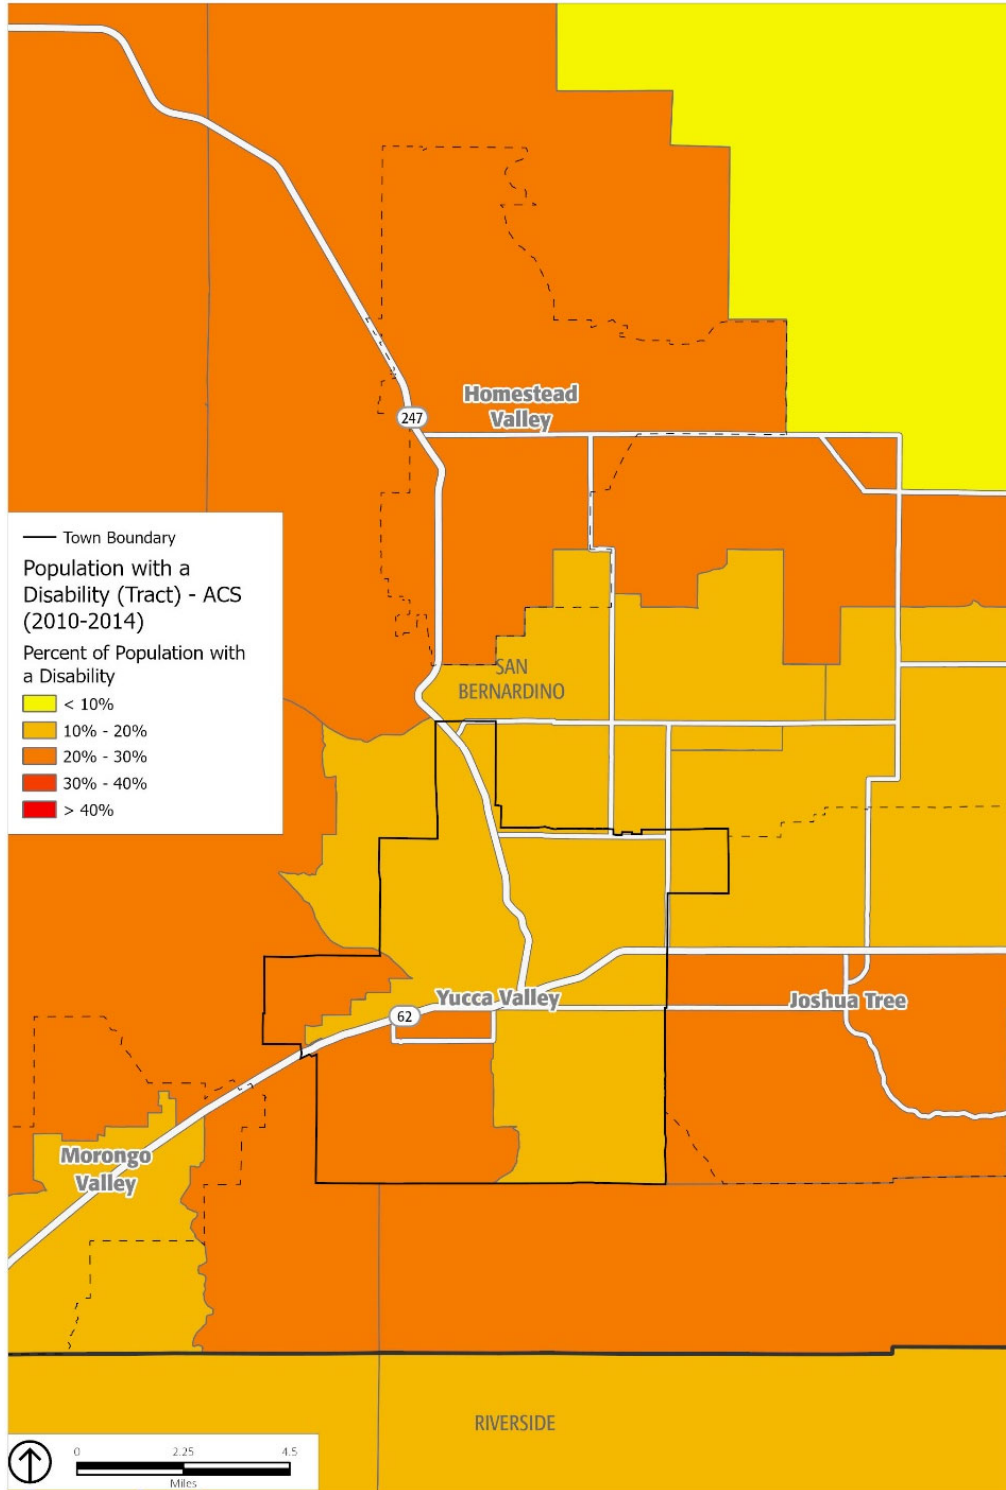 Homestead
Valley
247
Town Boundary
Population with a
Disability (Tract) - ACS
(2010-2014)
Percent of Population with
a Disability
< 10%
10% - 20%
20% - 30%
30% - 40%
> 40%
SAN
BERNARDINO
Yucca Valley
Joshua Tree
62
Morongo
Valley
RIVERSIDE
0 2.25 4.5
Miles